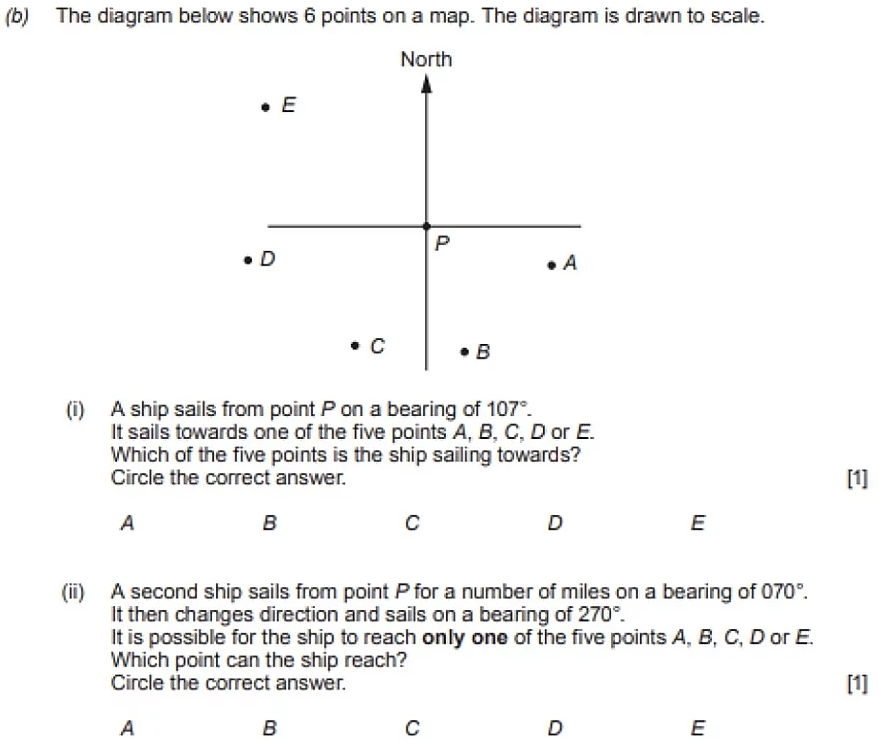 (b) The diagram below shows 6 points on a map. The diagram is drawn to scale.
North
E
P
D
A
C
B
(i) A ship sails from point P on a bearing of 107°.
It sails towards one of the five points A, B, C, D or E.
Which of the five points is the ship sailing towards?
Circle the correct answer. [1]
A B C D E
(ii) A second ship sails from point P for a number of miles on a bearing of 070°.
It then changes direction and sails on a bearing of 270°.
It is possible for the ship to reach only one of the five points A, B, C, D or E.
Which point can the ship reach?
Circle the correct answer. [1]
A B C D E